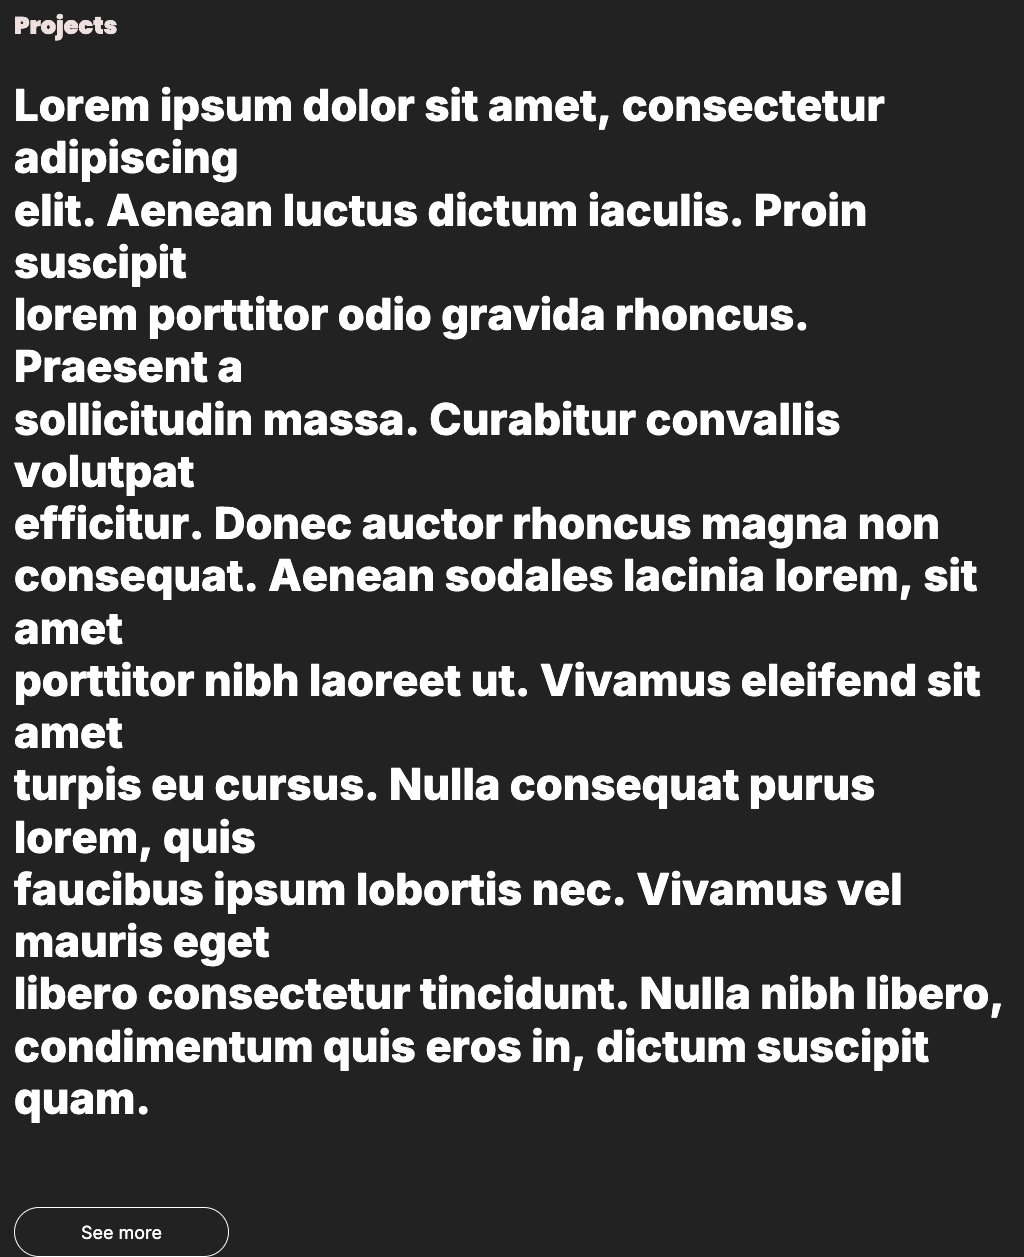 Projects
Lorem ipsum dolor sit amet, consectetur
adipiscing
elit. Aenean luctus dictum iaculis. Proin
suscipit
lorem porttitor odio gravida rhoncus.
Praesent a
sollicitudin massa. Curabitur convallis
volutpat
efficitur. Donec auctor rhoncus magna non
consequat. Aenean sodales lacinia lorem, sit
amet
porttitor nibh laoreet ut. Vivamus eleifend sit
amet
turpis eu cursus. Nulla consequat purus
lorem, quis
faucibus ipsum lobortis nec. Vivamus vel
mauris eget
libero consectetur tincidunt. Nulla nibh libero,
condimentum quis eros in, dictum suscipit
quam.
See more